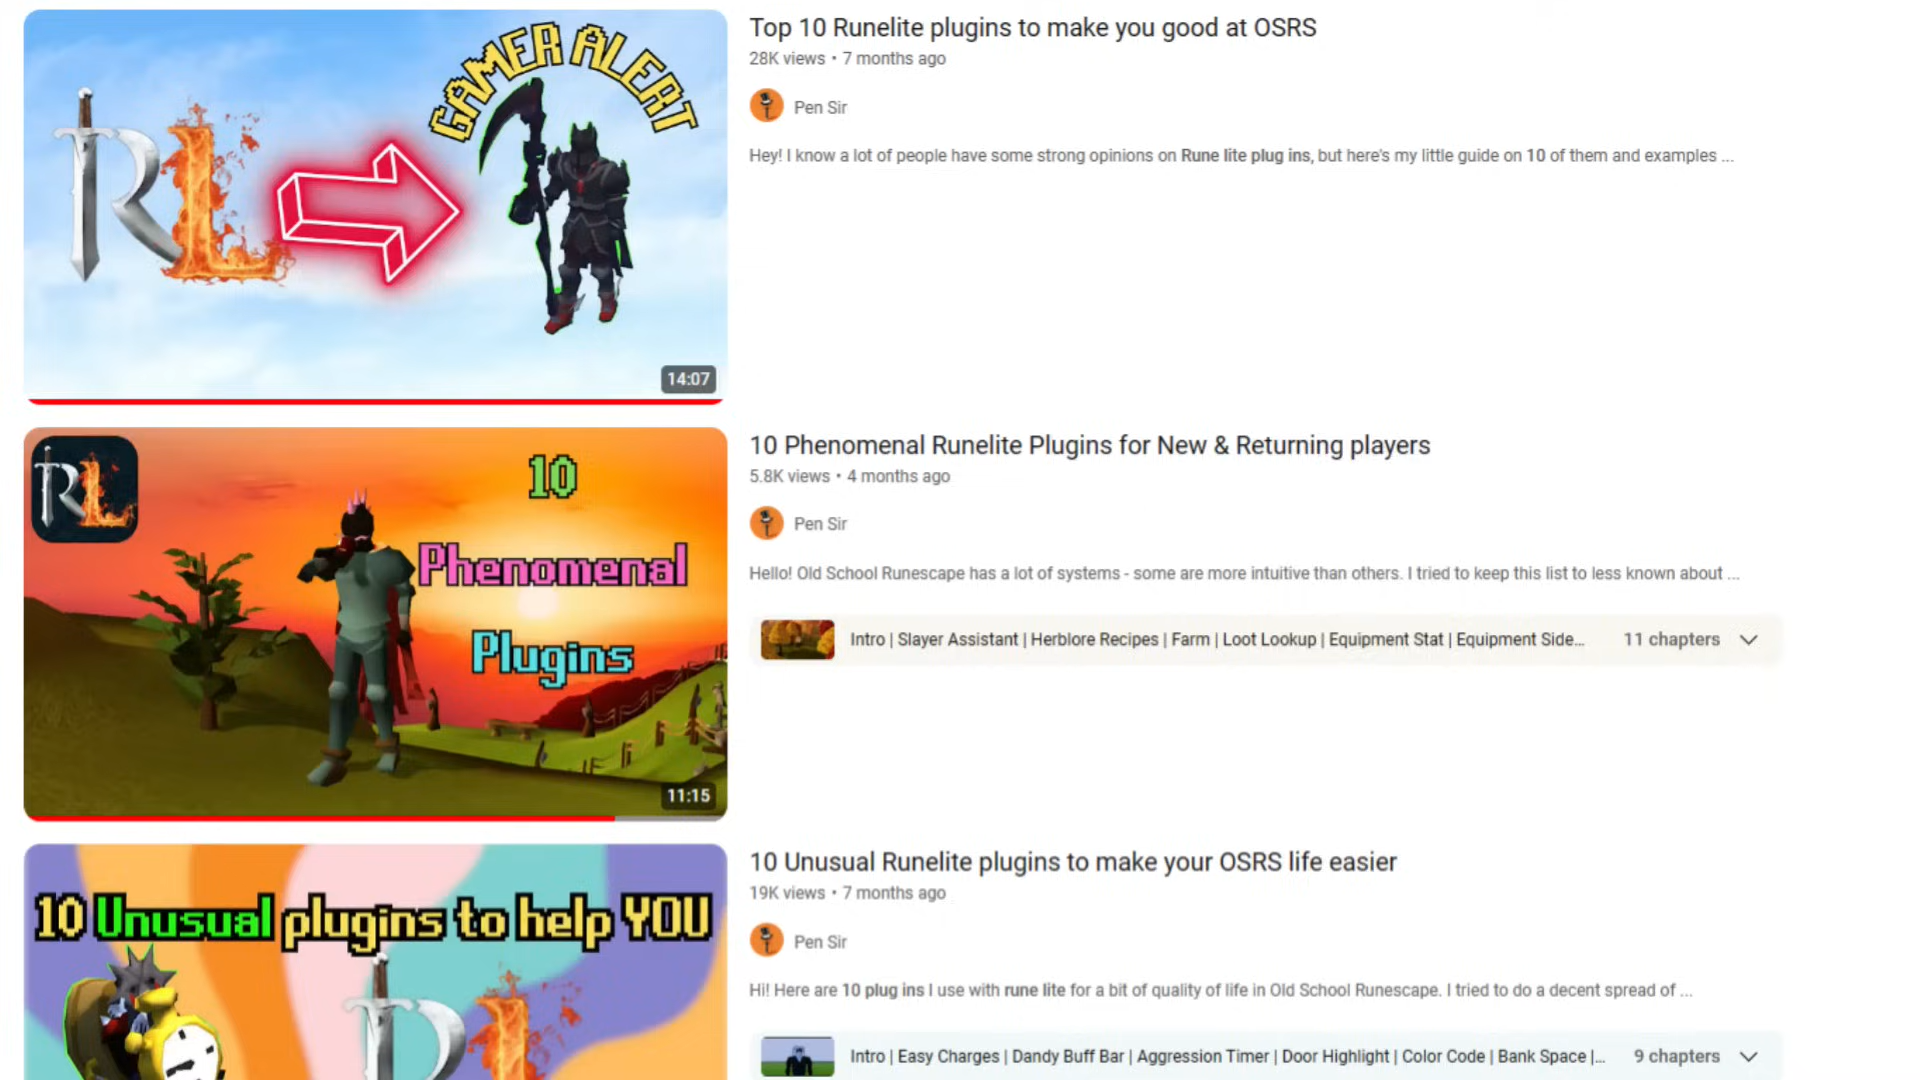 GAMER ALERT
RL
14:07
Top 10 Runelite plugins to make you good at OSRS
28K views • 7 months ago
Pen Sir
Hey! I know a lot of people have some strong opinions on Rune lite plug ins, but here's my little guide on 10 of them and examples ...
RL
10
Phenomenal
Plugins
11:15
10 Phenomenal Runelite Plugins for New & Returning players
5.8K views • 4 months ago
Pen Sir
Hello! Old School Runescape has a lot of systems - some are more intuitive than others. I tried to keep this list to less known about ...
Intro | Slayer Assistant | Herblore Recipes | Farm | Loot Lookup | Equipment Stat | Equipment Side... 11 chapters
10 Unusual plugins to help YOU
RL
10 Unusual Runelite plugins to make your OSRS life easier
19K views • 7 months ago
Pen Sir
Hi! Here are 10 plug ins I use with rune lite for a bit of quality of life in Old School Runescape. I tried to do a decent spread of ...
Intro | Easy Charges | Dandy Buff Bar | Aggression Timer | Door Highlight | Color Code | Bank Space |... 9 chapters